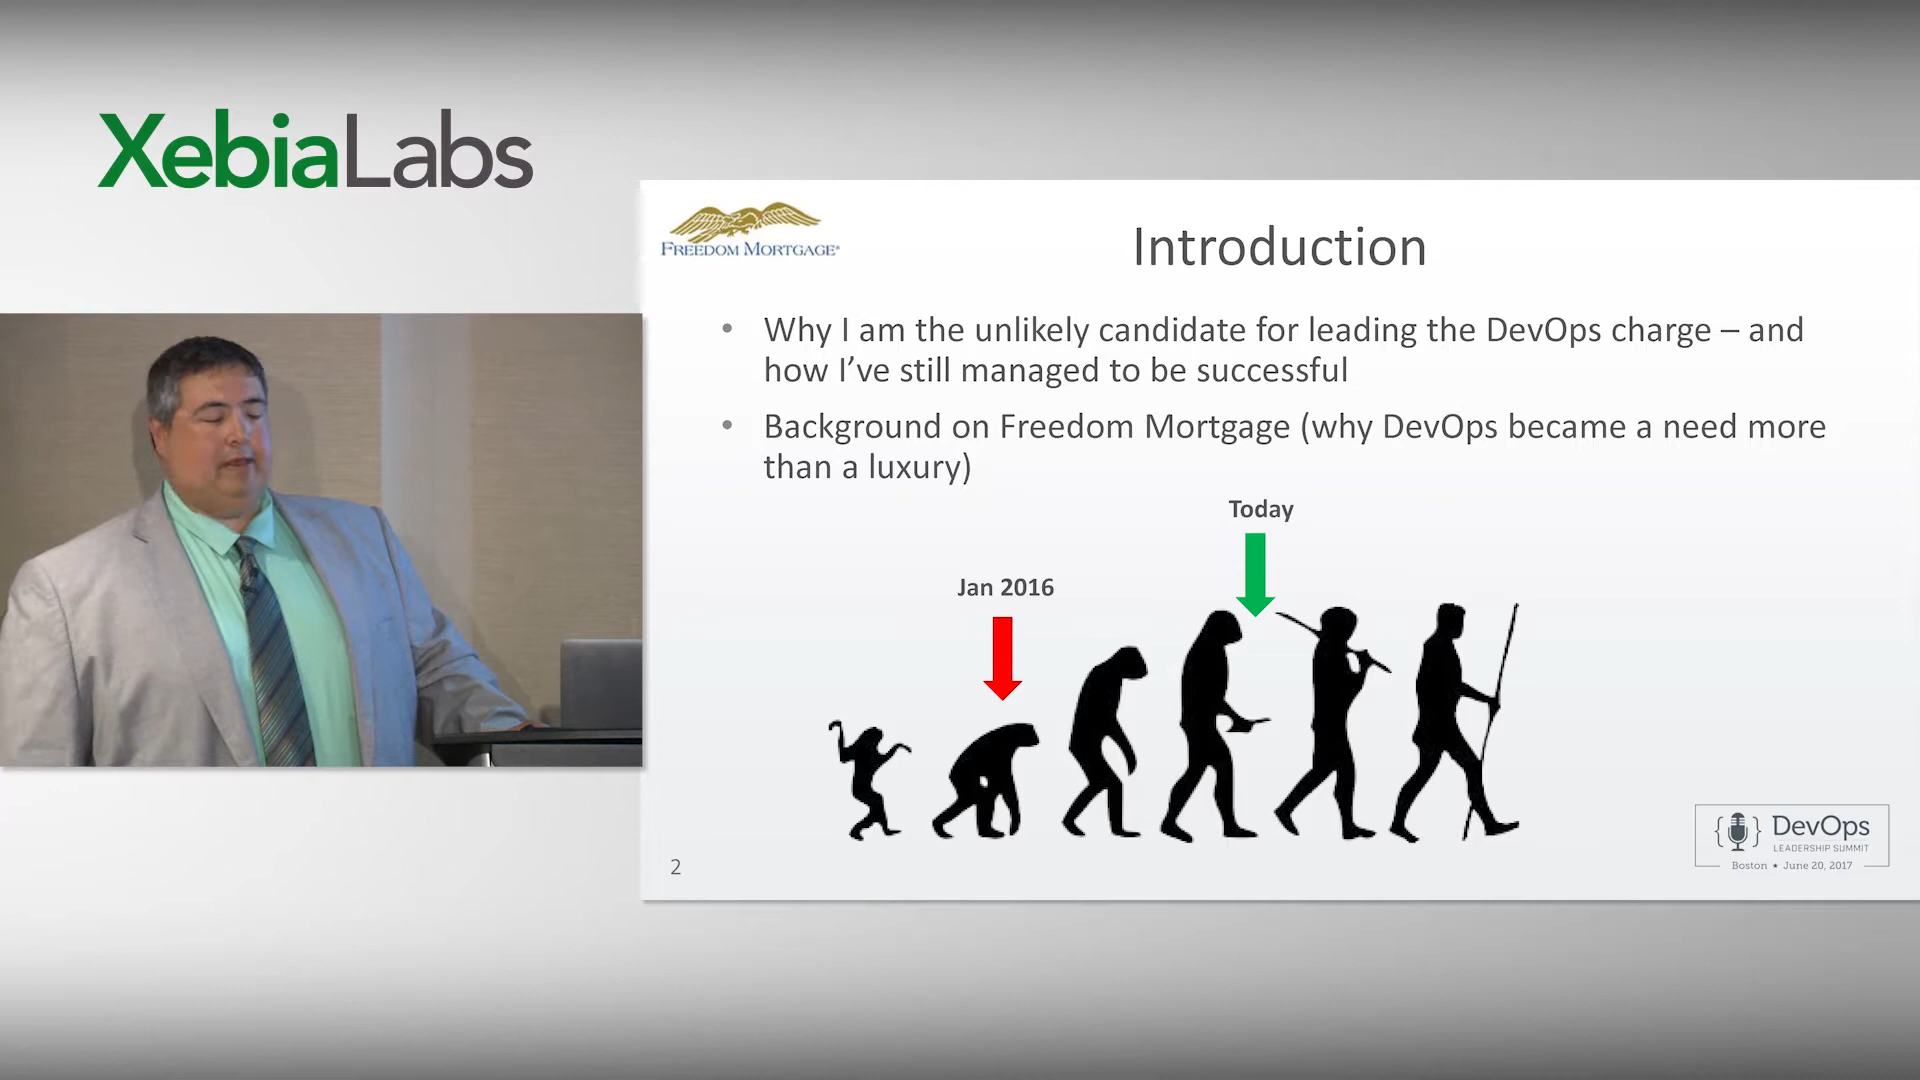 XebiaLabs
FREEDOM MORTGAGE®
Introduction
• Why I am the unlikely candidate for leading the DevOps charge – and
how I’ve still managed to be successful
• Background on Freedom Mortgage (why DevOps became a need more
than a luxury)
Today
Jan 2016
{ } DevOps
LEADERSHIP SUMMIT
Boston ★ June 20, 2017
2